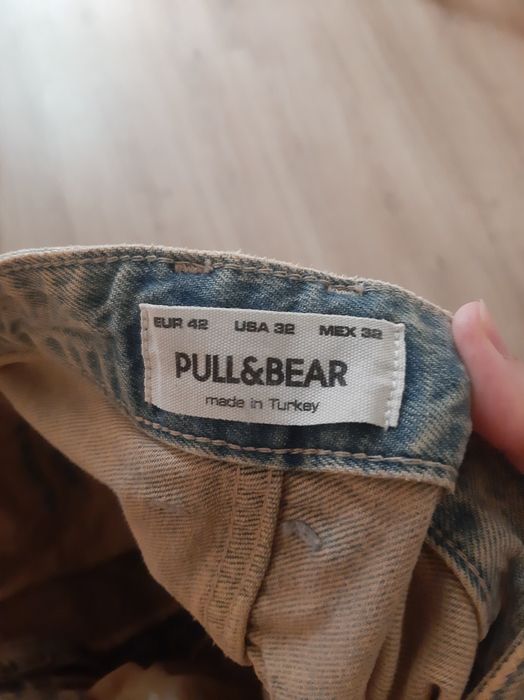 EUR 42 USA 32 MEX 32
PULL&BEAR
made in Turkey